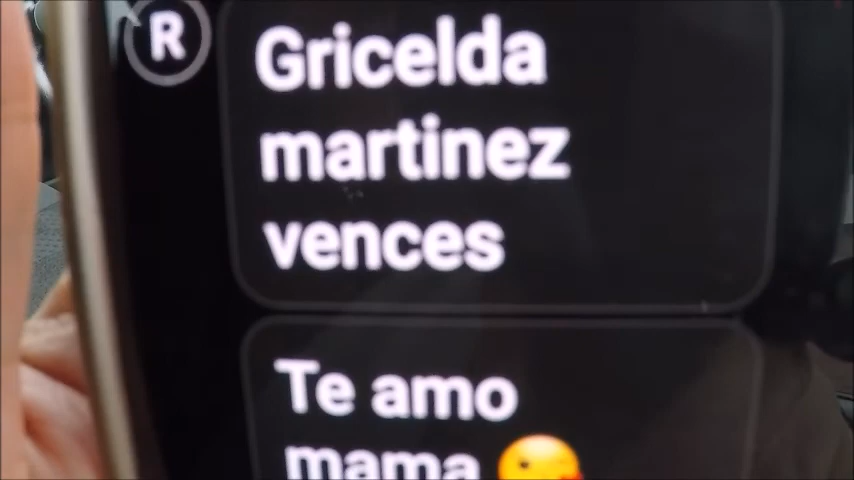 R
Gricelda
martinez
vences
Te amo
mama 😘